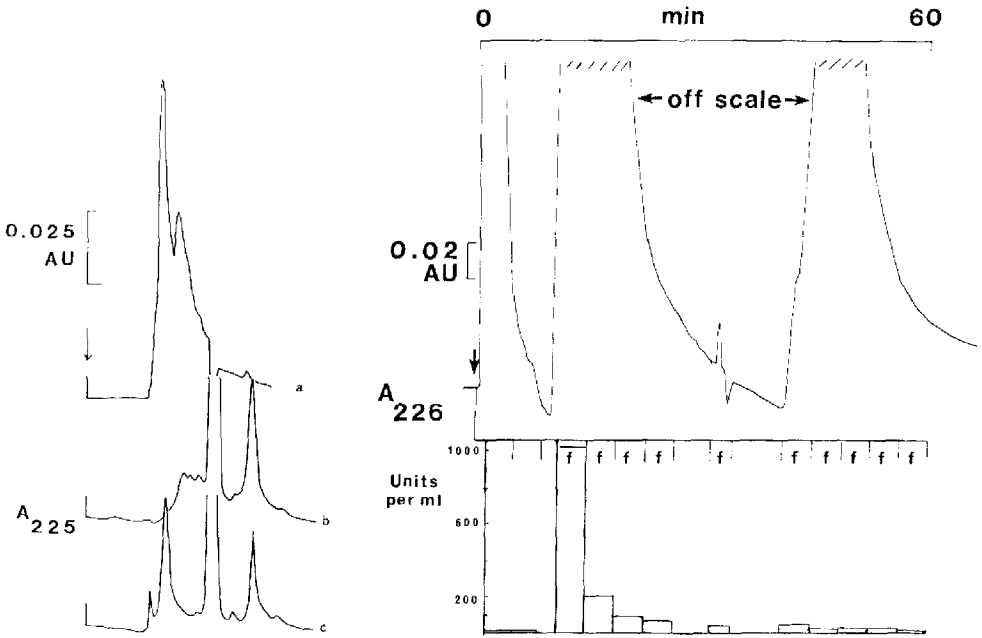 0.025
AU
a
b
A225
c
0 min 60
←off scale→
0.02
AU
A226
Units
per ml
1000
600
200
f f f f f f f f f f